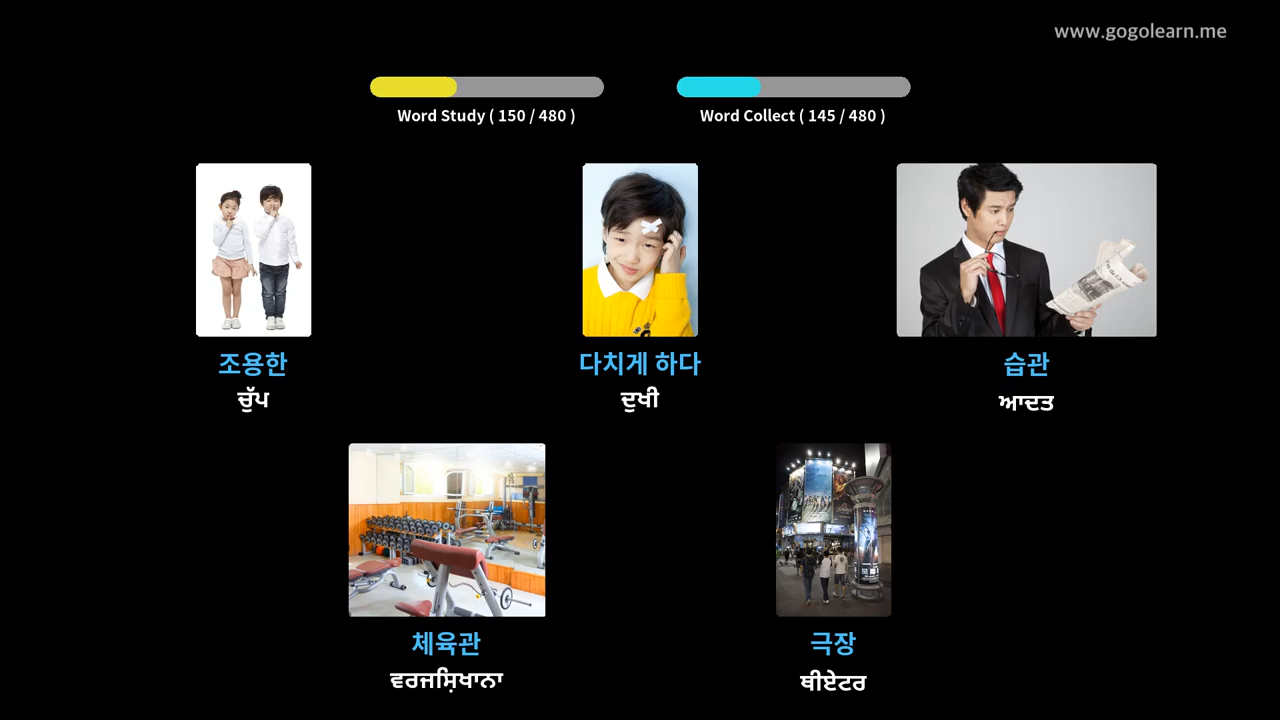 www.gogolearn.me
Word Study ( 150 / 480 )
Word Collect ( 145 / 480 )
조용한
ਚੁੱਪ
다치게 하다
ਦੁਖੀ
습관
ਆਦਤ
체육관
ਵਰਜਸਿ਼ਖਾਨਾ
극장
ਥੀਏਟਰ